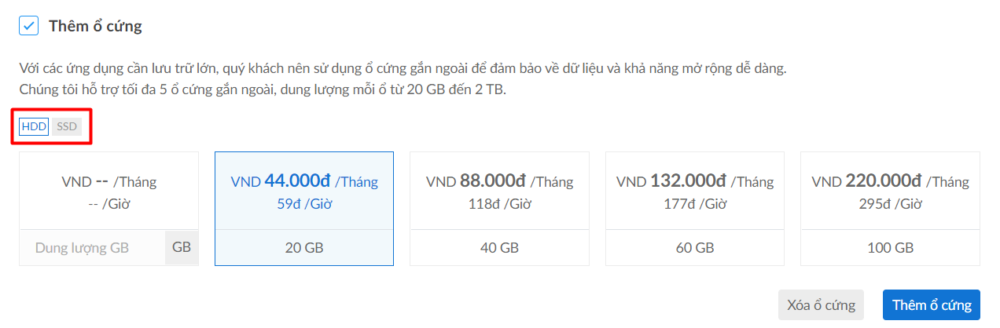 Thêm ổ cứng
Với các ứng dụng cần lưu trữ lớn, quý khách nên sử dụng ổ cứng gắn ngoài để đảm bảo về dữ liệu và khả năng mở rộng dễ dàng.
Chúng tôi hỗ trợ tối đa 5 ổ cứng gắn ngoài, dung lượng mỗi ổ từ 20 GB đến 2 TB.
HDD SSD
VND -- /Tháng
-- /Giờ
Dung lượng GB GB
VND 44.000đ /Tháng
59đ /Giờ
20 GB
VND 88.000đ /Tháng
118đ /Giờ
40 GB
VND 132.000đ /Tháng
177đ /Giờ
60 GB
VND 220.000đ /Tháng
295đ /Giờ
100 GB
Xóa ổ cứng Thêm ổ cứng